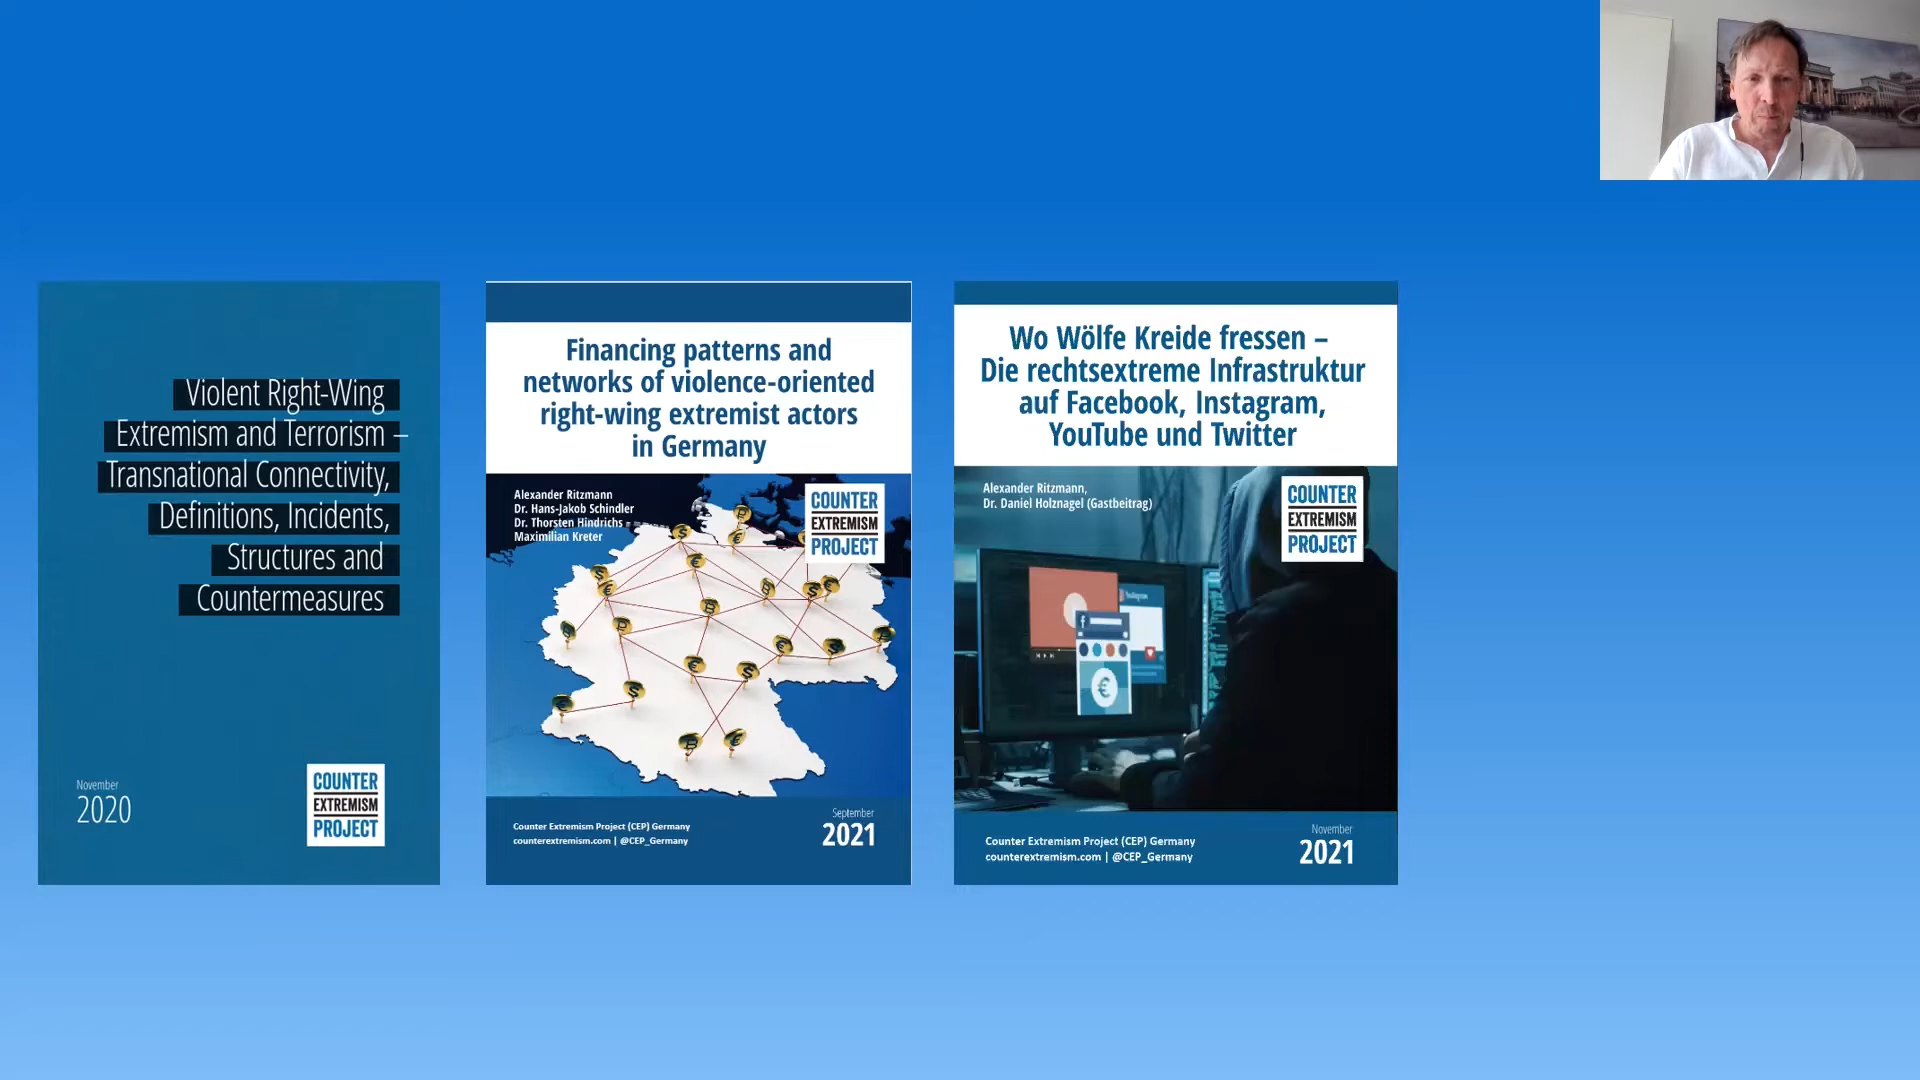 Violent Right-Wing
Extremism and Terrorism –
Transnational Connectivity,
Definitions, Incidents,
Structures and
Countermeasures
November
2020
COUNTER
EXTREMISM
PROJECT
Financing patterns and
networks of violence-oriented
right-wing extremist actors
in Germany
Alexander Ritzmann
Dr. Hans-Jakob Schindler
Dr. Thorsten Hindrichs
Maximilian Kreter
COUNTER
EXTREMISM
PROJECT
Counter Extremism Project (CEP) Germany
counterextremism.com | @CEP_Germany
September
2021
Wo Wölfe Kreide fressen –
Die rechtsextreme Infrastruktur
auf Facebook, Instagram,
YouTube und Twitter
Alexander Ritzmann,
Dr. Daniel Holznagel (Gastbeitrag)
COUNTER
EXTREMISM
PROJECT
Instagram
Counter Extremism Project (CEP) Germany
counterextremism.com | @CEP_Germany
November
2021